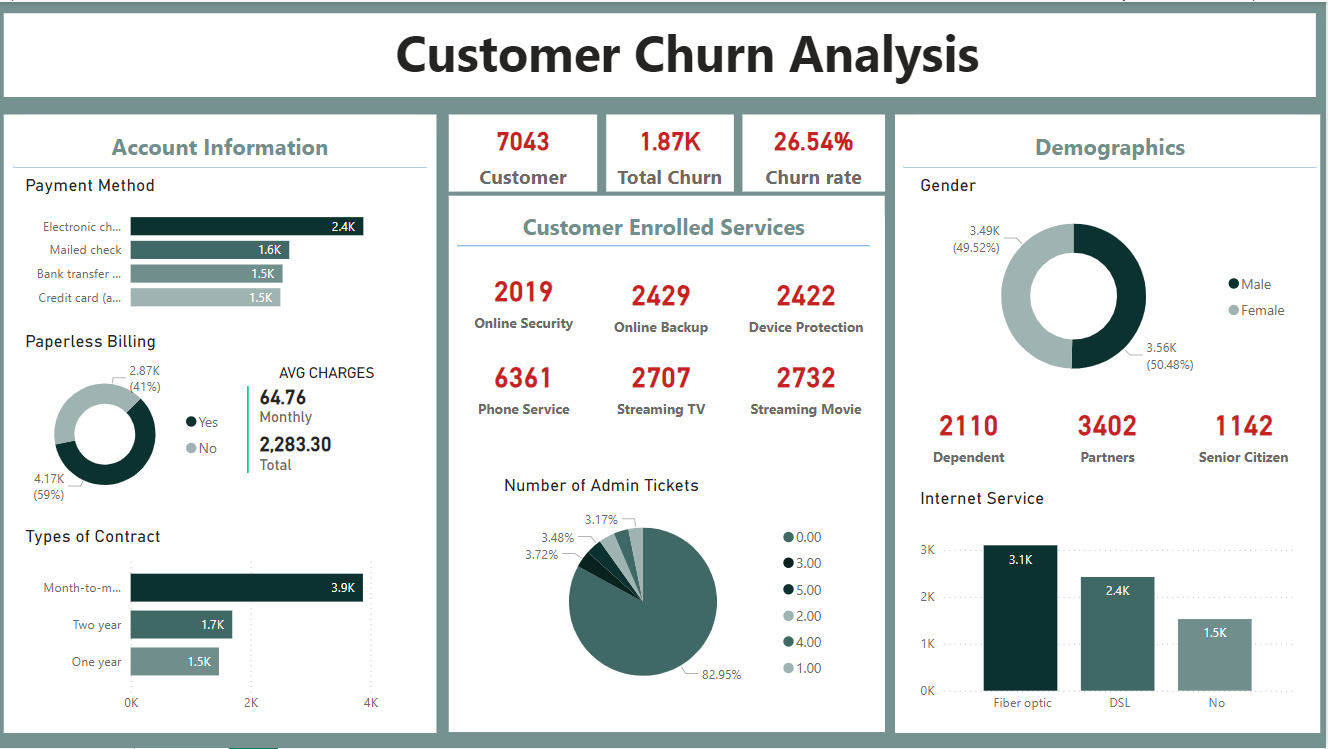 Customer Churn Analysis
Account Information
Payment Method
Electronic ch... 2.4K
Mailed check 1.6K
Bank transfer ... 1.5K
Credit card (a... 1.5K
Paperless Billing
2.87K
(41%)
4.17K
(59%)
Yes
No
AVG CHARGES
64.76
Monthly
2,283.30
Total
Types of Contract
Month-to-m... 3.9K
Two year 1.7K
One year 1.5K
0K 2K 4K
7043
Customer
1.87K
Total Churn
26.54%
Churn rate
Customer Enrolled Services
2019 2429 2422
Online Security Online Backup Device Protection
6361 2707 2732
Phone Service Streaming TV Streaming Movie
Number of Admin Tickets
3.17%
3.48%
3.72%
82.95%
0.00
3.00
5.00
2.00
4.00
1.00
Demographics
Gender
3.49K
(49.52%)
3.56K
(50.48%)
Male
Female
2110 3402 1142
Dependent Partners Senior Citizen
Internet Service
3K
2K
1K
0K
3.1K
2.4K
1.5K
Fiber optic DSL No